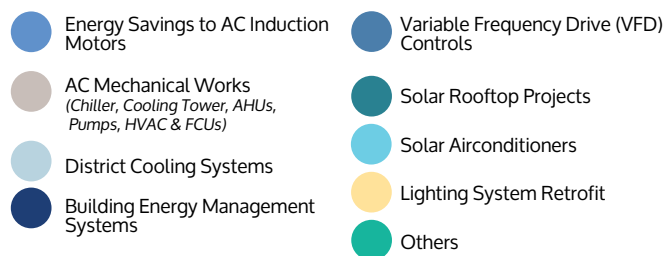 Energy Savings to AC Induction
Motors
AC Mechanical Works
(Chiller, Cooling Tower, AHUs,
Pumps, HVAC & FCUs)
District Cooling Systems
Building Energy Management
Systems
Variable Frequency Drive (VFD)
Controls
Solar Rooftop Projects
Solar Airconditioners
Lighting System Retrofit
Others